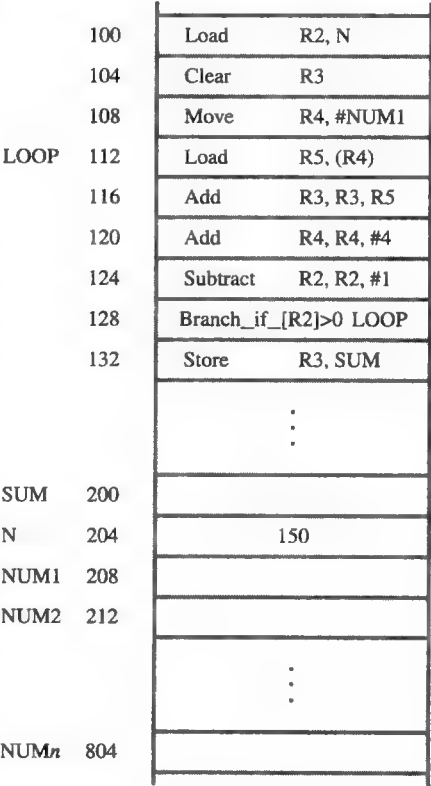 100 Load R2, N
104 Clear R3
108 Move R4, #NUM1
LOOP 112 Load R5, (R4)
116 Add R3, R3, R5
120 Add R4, R4, #4
124 Subtract R2, R2, #1
128 Branch_if_[R2]>0 LOOP
132 Store R3, SUM
SUM 200
N 204 150
NUM1 208
NUM2 212
NUMn 804